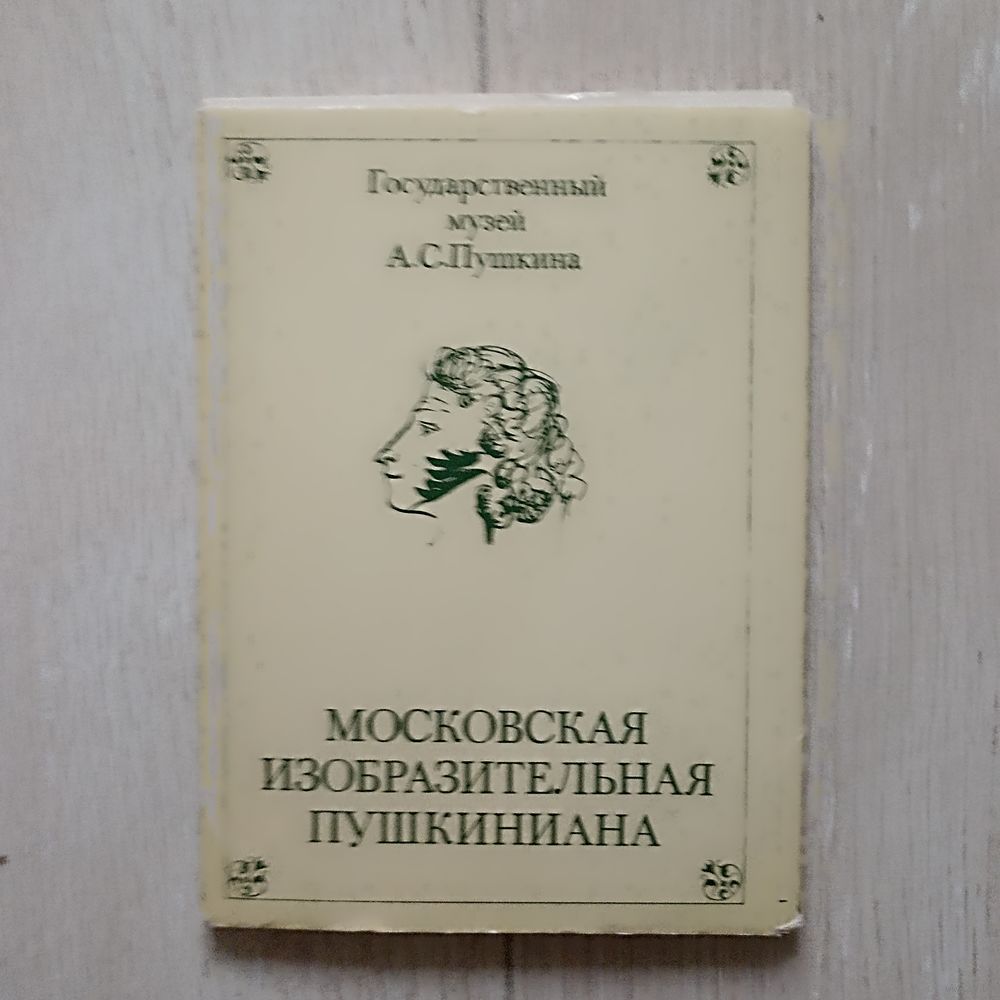 Государственный
музей
А.С.Пушкина
МОСКОВСКАЯ
ИЗОБРАЗИТЕЛЬНАЯ
ПУШКИНИАНА